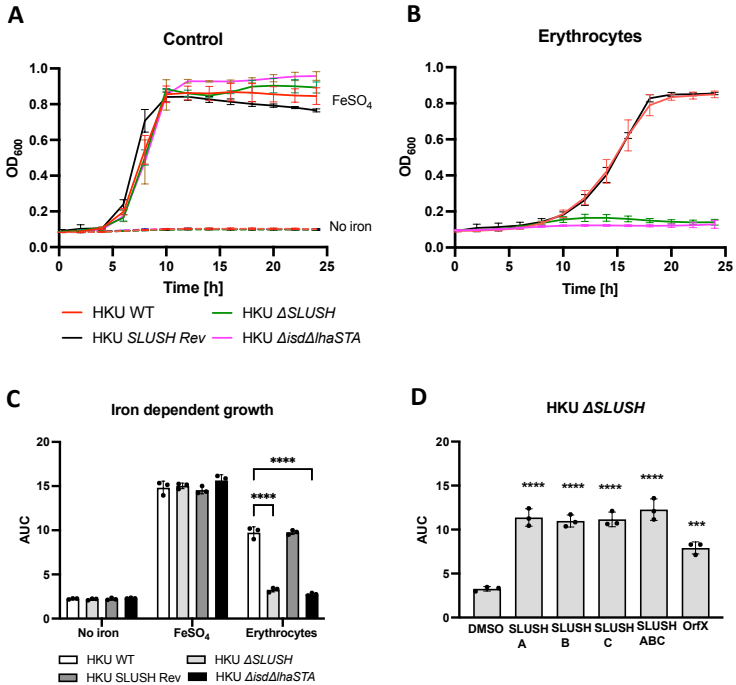 A
Control
OD600
1.0
0.8
0.6
0.4
0.2
0.0
FeSO4
No iron
0 5 10 15 20 25
Time [h]
B
Erythrocytes
OD600
1.0
0.8
0.6
0.4
0.2
0.0
0 5 10 15 20 25
Time [h]
HKU WT
HKU ΔSLUSH
HKU SLUSH Rev
HKU ΔisdΔlhaSTA
C
Iron dependent growth
AUC
20
15
10
5
0
****
****
No iron FeSO4 Erythrocytes
HKU WT
HKU ΔSLUSH
HKU SLUSH Rev
HKU ΔisdΔlhaSTA
D
HKU ΔSLUSH
AUC
20
15
10
5
0
**** **** **** **** ***
DMSO SLUSH SLUSH SLUSH SLUSH OrfX
A B C ABC